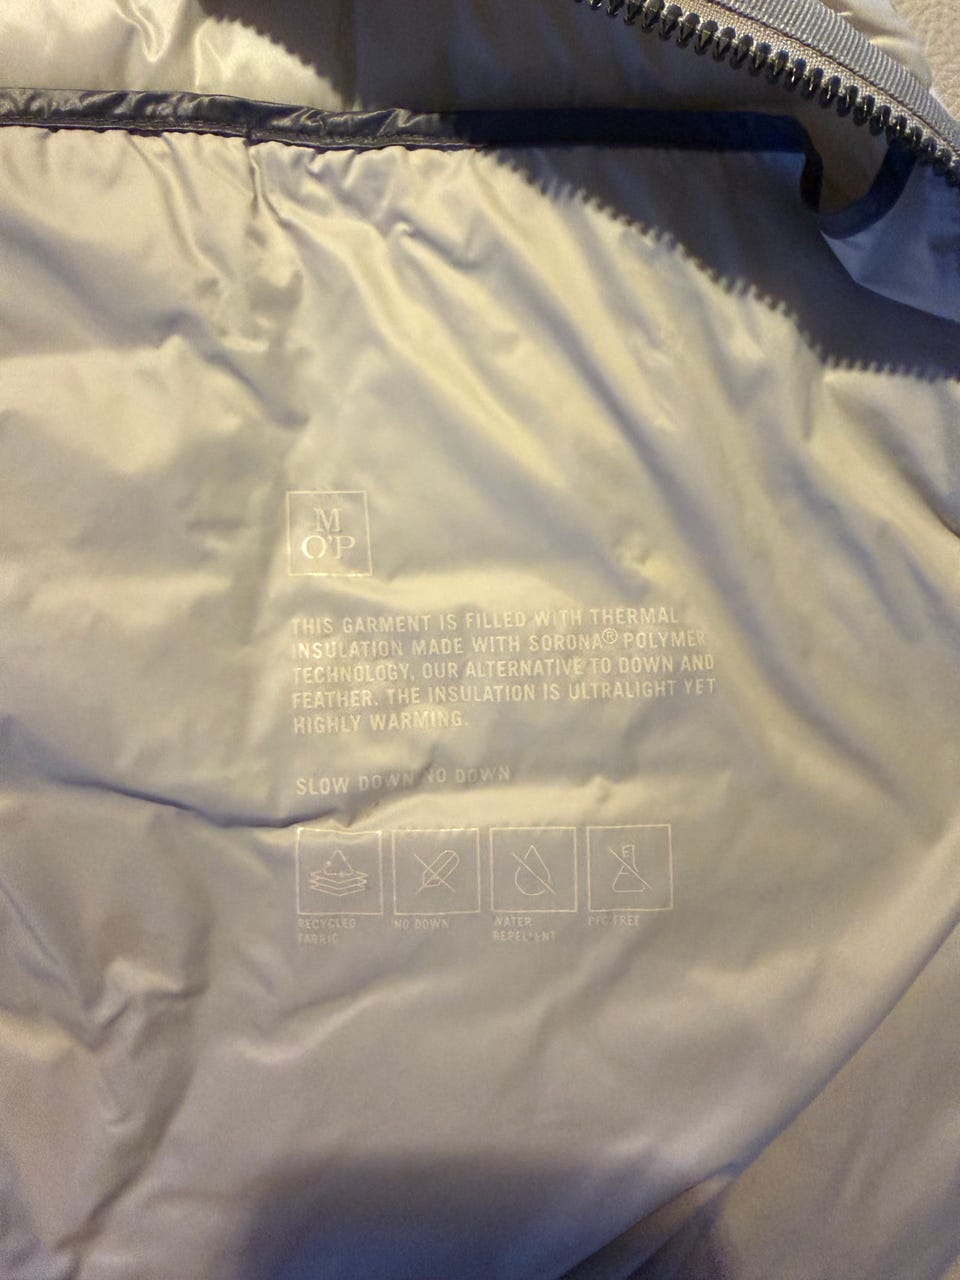 M
O'P
THIS GARMENT IS FILLED WITH THERMAL
INSULATION MADE WITH SORONA® POLYMER
TECHNOLOGY, OUR ALTERNATIVE TO DOWN AND
FEATHER. THE INSULATION IS ULTRALIGHT YET
HIGHLY WARMING.
SLOW DOWN NO DOWN
RECYCLED FABRIC
NO DOWN
WATER REPELLENT
PFC FREE